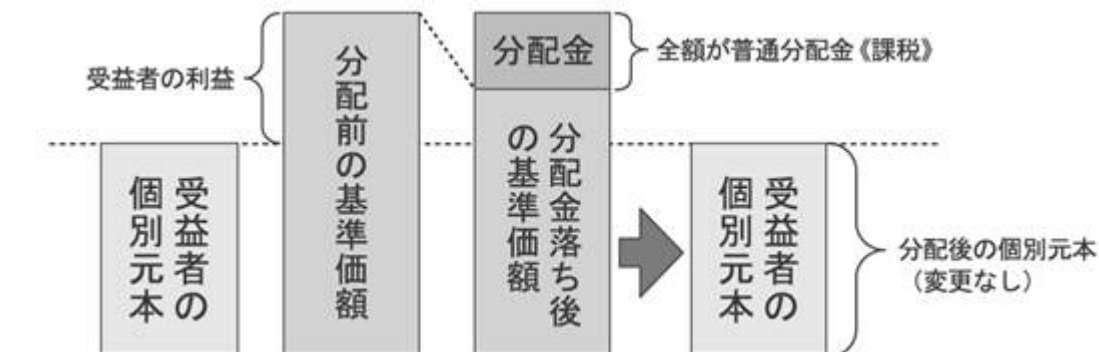 受益者の利益
受益者の
個別元本
分配前の基準価額
分配金
全額が普通分配金《課税》
分配金落ち後
の基準価額
受益者の
個別元本
分配後の個別元本
（変更なし）